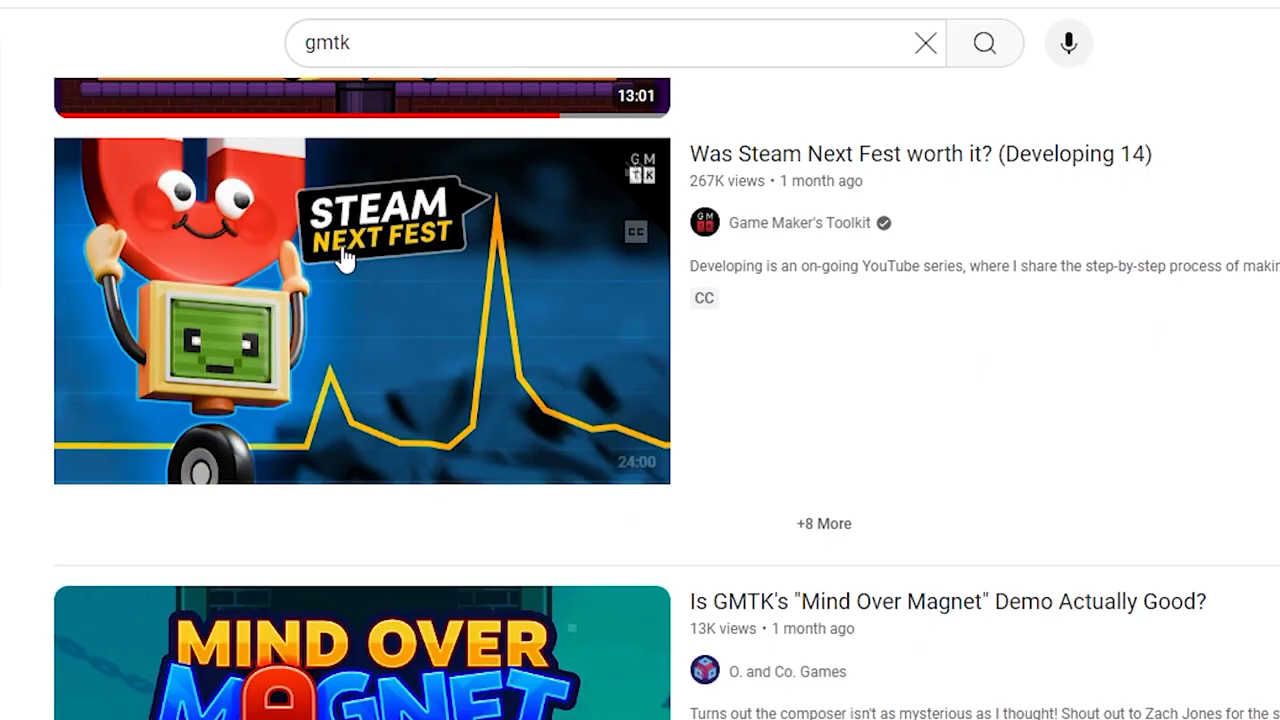 gmtk
13:01
STEAM
NEXT FEST
GM
TK
CC
24:00
Was Steam Next Fest worth it? (Developing 14)
267K views • 1 month ago
GM
TK
Game Maker's Toolkit
Developing is an on-going YouTube series, where I share the step-by-step process of makin
CC
+8 More
MIND OVER
MAGNET
Is GMTK's "Mind Over Magnet" Demo Actually Good?
13K views • 1 month ago
O. and Co. Games
Turns out the composer isn't as mysterious as I thought! Shout out to Zach Jones for the s